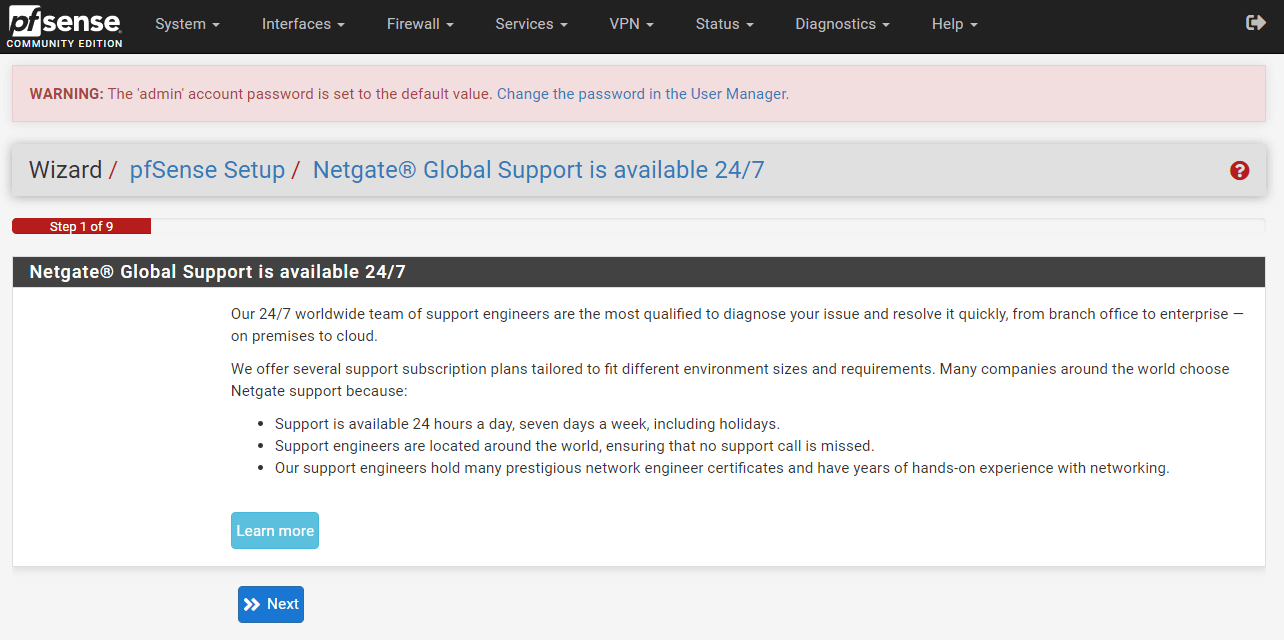 pfsense
COMMUNITY EDITION
System Interfaces Firewall Services VPN Status Diagnostics Help
WARNING: The 'admin' account password is set to the default value. Change the password in the User Manager.
Wizard / pfSense Setup / Netgate® Global Support is available 24/7
Step 1 of 9
Netgate® Global Support is available 24/7
Our 24/7 worldwide team of support engineers are the most qualified to diagnose your issue and resolve it quickly, from branch office to enterprise —
on premises to cloud.
We offer several support subscription plans tailored to fit different environment sizes and requirements. Many companies around the world choose
Netgate support because:
• Support is available 24 hours a day, seven days a week, including holidays.
• Support engineers are located around the world, ensuring that no support call is missed.
• Our support engineers hold many prestigious network engineer certificates and have years of hands-on experience with networking.
Learn more
Next